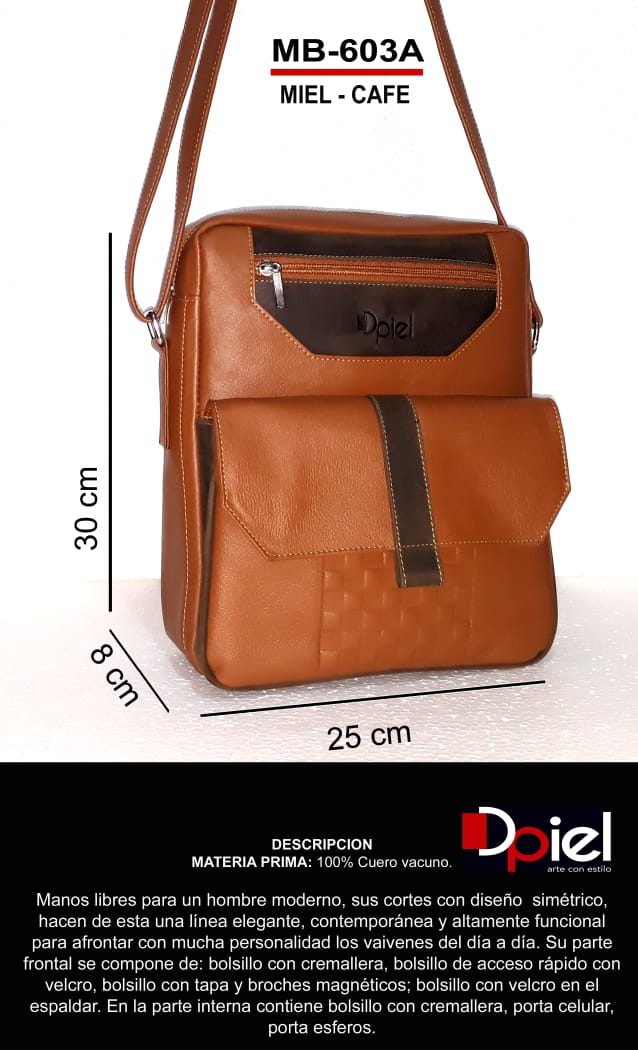 MB-603A
MIEL - CAFE
Dpiel
30 cm
8 cm
25 cm
Dpiel
arte con estilo
DESCRIPCION
MATERIA PRIMA: 100% Cuero vacuno.
Manos libres para un hombre moderno, sus cortes con diseño simétrico,
hacen de esta una línea elegante, contemporánea y altamente funcional
para afrontar con mucha personalidad los vaivenes del día a día. Su parte
frontal se compone de: bolsillo con cremallera, bolsillo de acceso rápido con
velcro, bolsillo con tapa y broches magnéticos; bolsillo con velcro en el
espaldar. En la parte interna contiene bolsillo con cremallera, porta celular,
porta esferos.